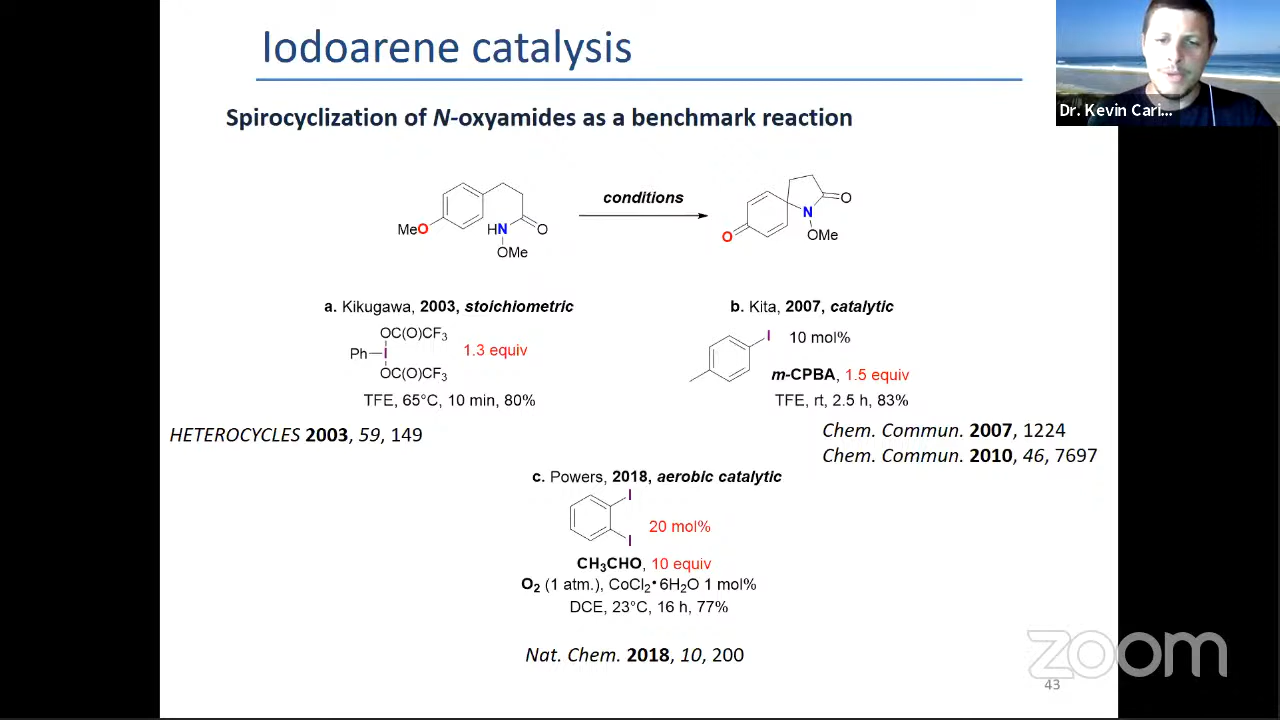 Iodoarene catalysis
Dr. Kevin Cari...
Spirocyclization of N-oxyamides as a benchmark reaction
MeO
HN
O
OMe
conditions
O
N
O
OMe
a. Kikugawa, 2003, stoichiometric
OC(O)CF3
Ph I
OC(O)CF3
1.3 equiv
TFE, 65°C, 10 min, 80%
HETEROCYCLES 2003, 59, 149
b. Kita, 2007, catalytic
I
10 mol%
m-CPBA, 1.5 equiv
TFE, rt, 2.5 h, 83%
Chem. Commun. 2007, 1224
Chem. Commun. 2010, 46, 7697
c. Powers, 2018, aerobic catalytic
I
I
20 mol%
CH3CHO, 10 equiv
O2 (1 atm.), CoCl2•6H2O 1 mol%
DCE, 23°C, 16 h, 77%
Nat. Chem. 2018, 10, 200
zoom
43